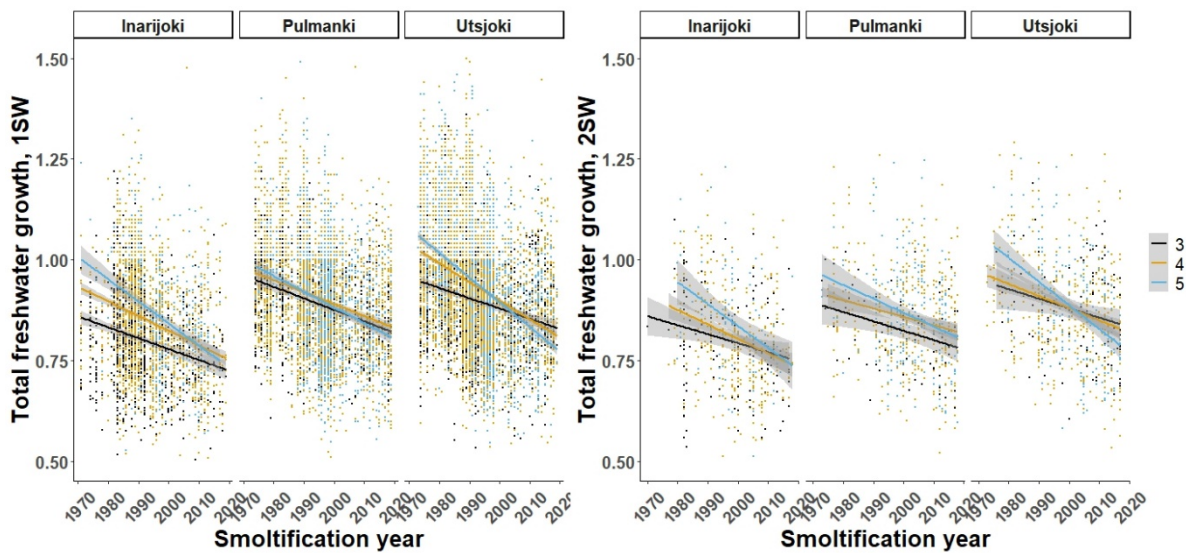 Inarijoki Pulmanki Utsjoki
Total freshwater growth, 1SW
1.50
1.25
1.00
0.75
0.50
1970 1980 1990 2000 2010 2020 1970 1980 1990 2000 2010 2020 1970 1980 1990 2000 2010 202
Smoltification year
Inarijoki Pulmanki Utsjoki
Total freshwater growth, 2SW
1.50
1.25
1.00
0.75
0.50
1970 1980 1990 2000 2010 2020 1970 1980 1990 2000 2010 2020 1970 1980 1990 2000 2010 2020
Smoltification year
3
4
5